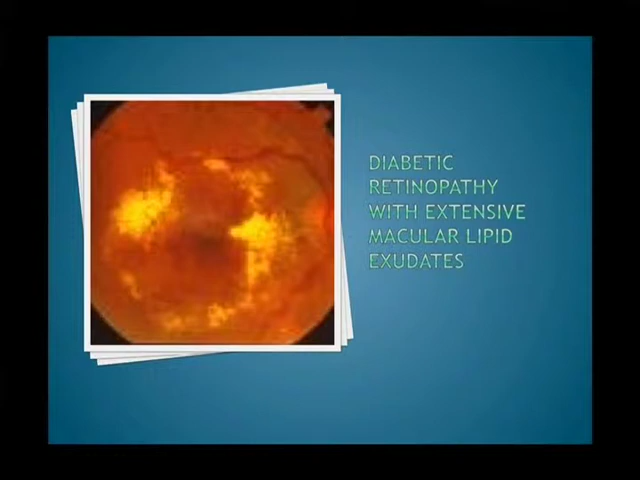 DIABETIC
RETINOPATHY
WITH EXTENSIVE
MACULAR LIPID
EXUDATES